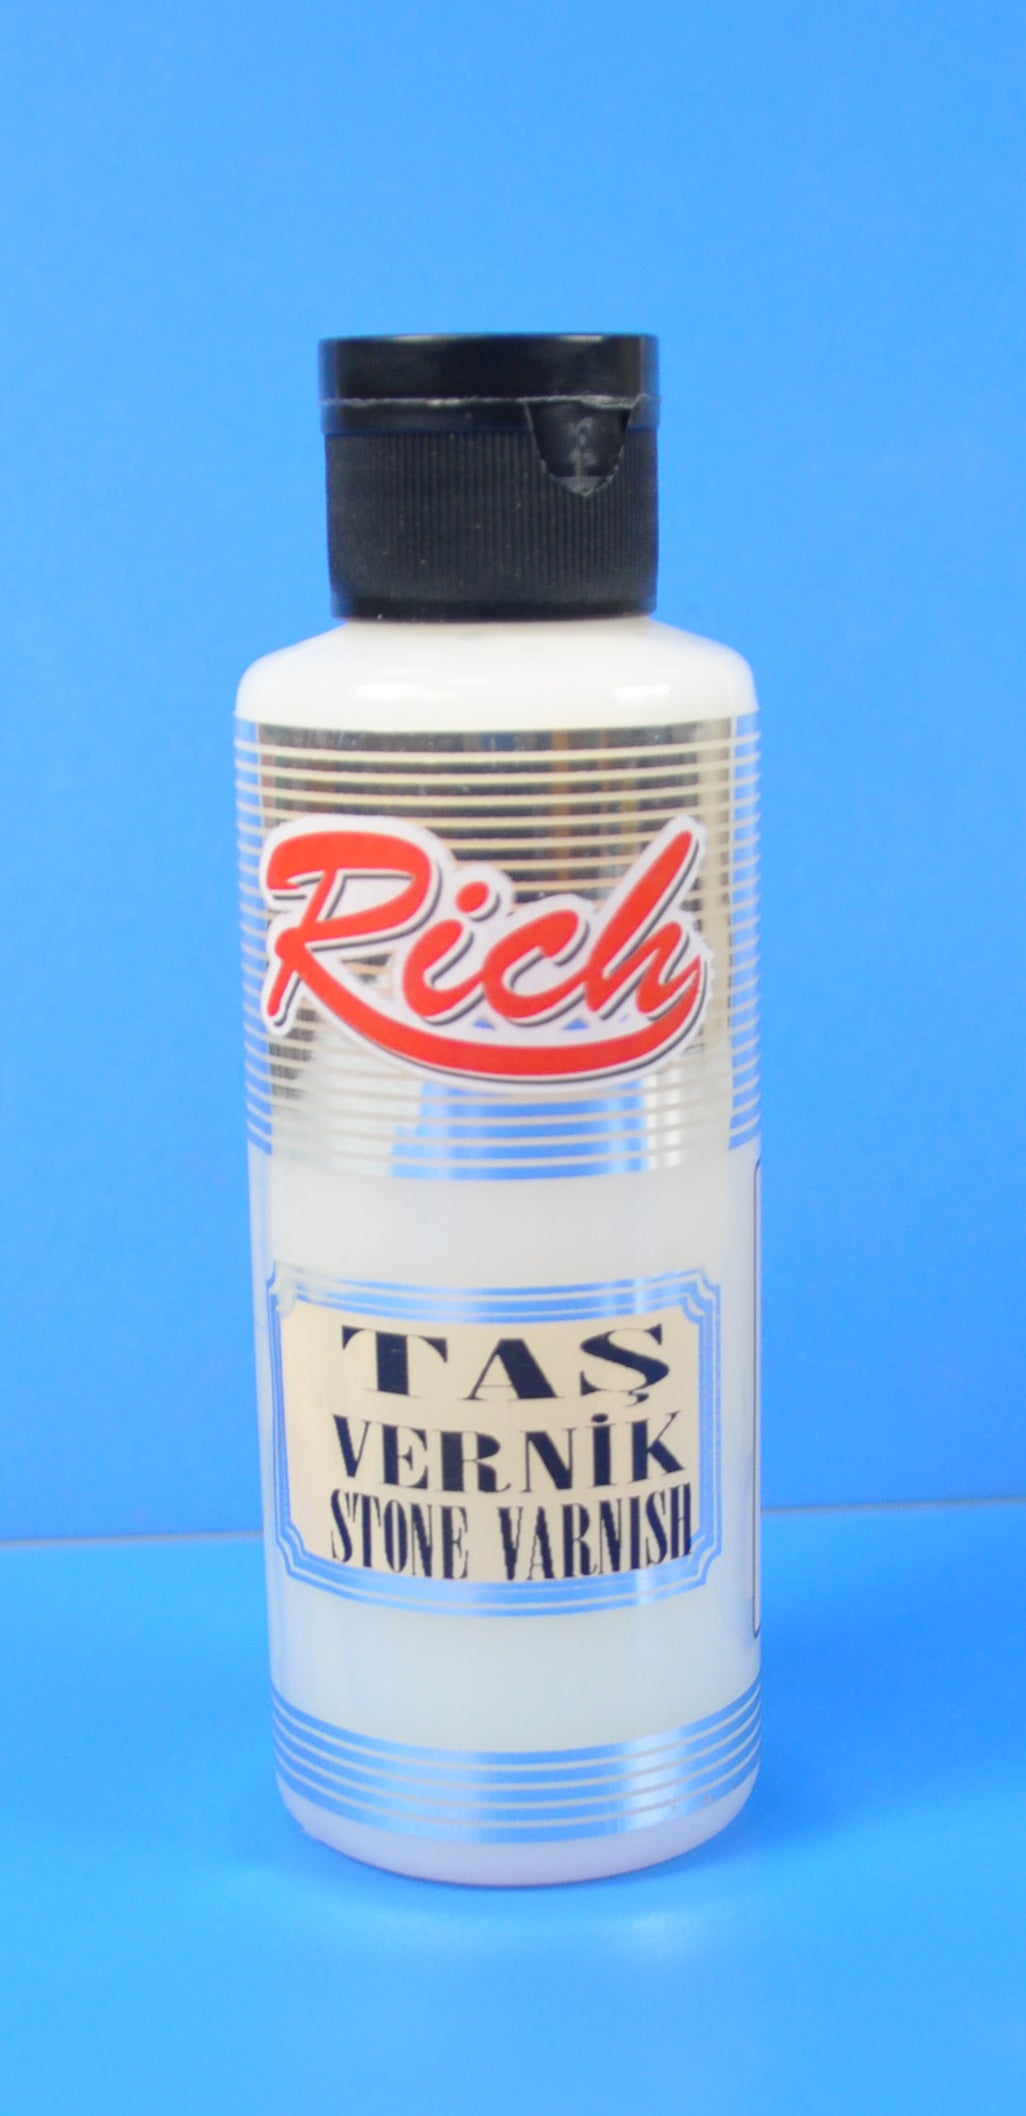 Rich
TAŞ
VERNİK
STONE VARNISH